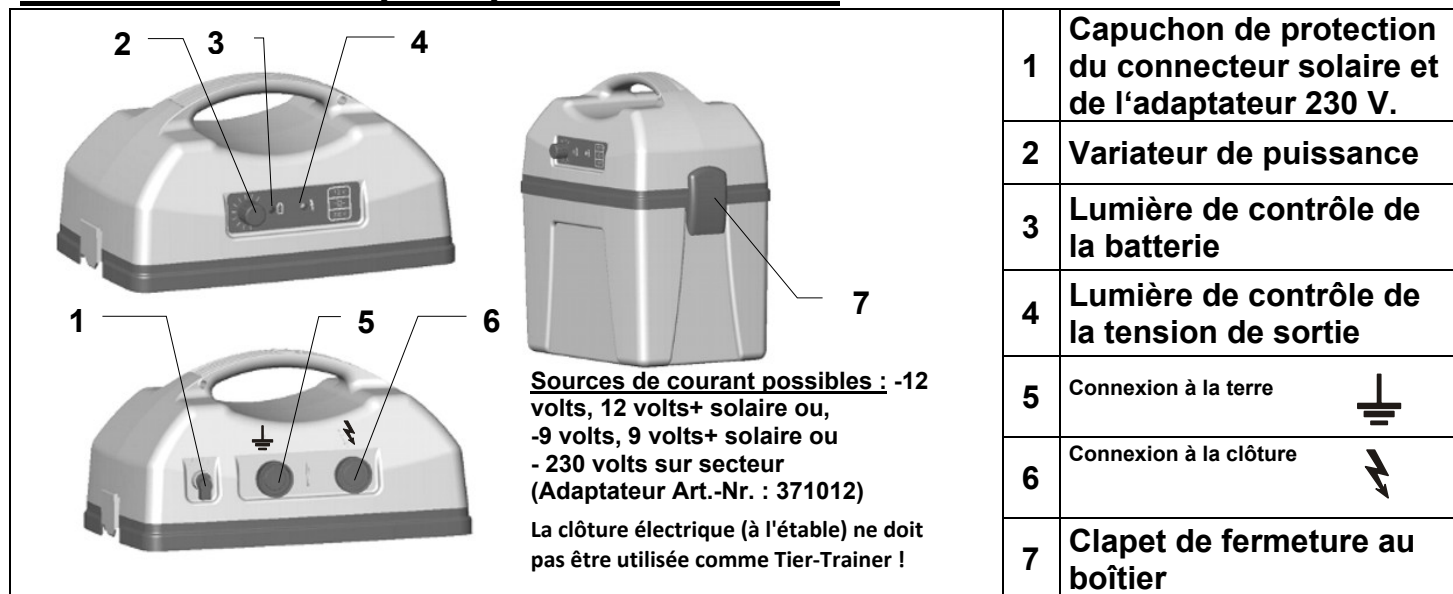 2 3 4
1 5 6
7
Sources de courant possibles : -12
volts, 12 volts+ solaire ou,
-9 volts, 9 volts+ solaire ou
- 230 volts sur secteur
(Adaptateur Art.-Nr. : 371012)
La clôture électrique (à l'étable) ne doit
pas être utilisée comme Tier-Trainer !
1 Capuchon de protection
du connecteur solaire et
de l‘adaptateur 230 V.
2 Variateur de puissance
3 Lumière de contrôle de
la batterie
4 Lumière de contrôle de
la tension de sortie
5 Connexion à la terre
6 Connexion à la clôture
7 Clapet de fermeture au
boîtier